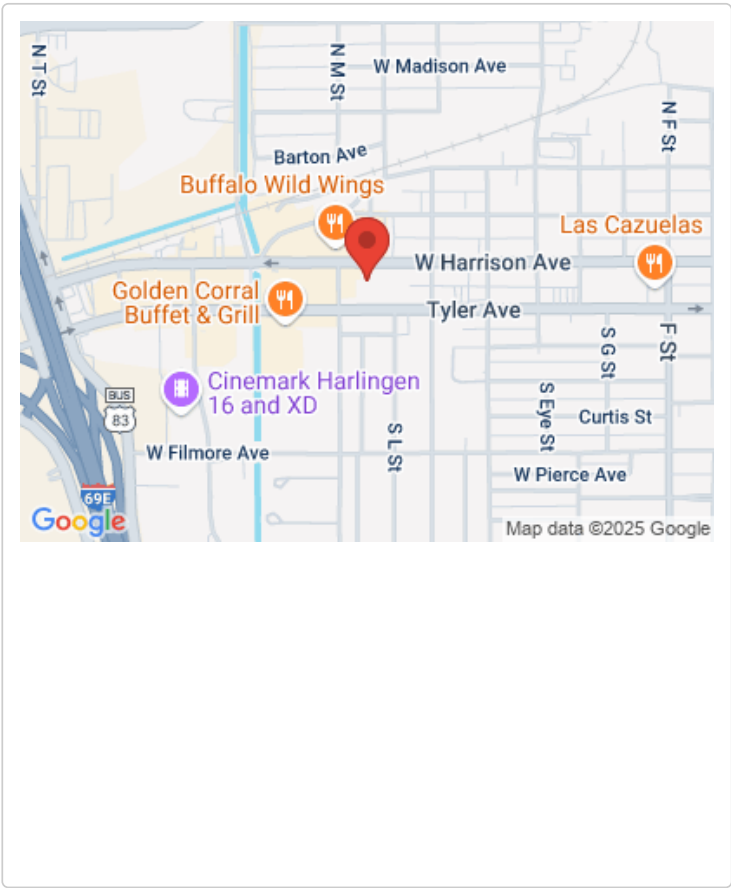 N T St
N M St
W Madison Ave
N F St
Barton Ave
Buffalo Wild Wings
Las Cazuelas
W Harrison Ave
Golden Corral
Buffet & Grill
Tyler Ave
S G St
F St
Cinemark Harlingen
16 and XD
BUS
83
S Eye St
Curtis St
S L St
W Filmore Ave
W Pierce Ave
69E
Google
Map data ©2025 Google